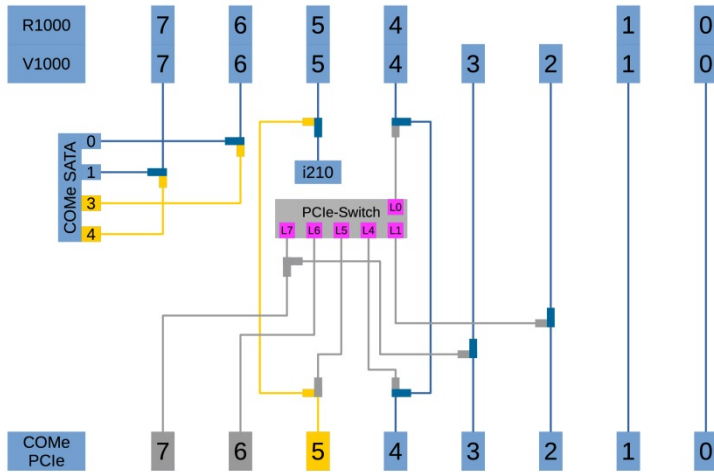 R1000 7 6 5 4 1 0
V1000 7 6 5 4 3 2 1 0
COMe SATA
0
1
3
4
i210
PCIe-Switch L0
L7 L6 L5 L4 L1
COMe
PCIe
7 6 5 4 3 2 1 0